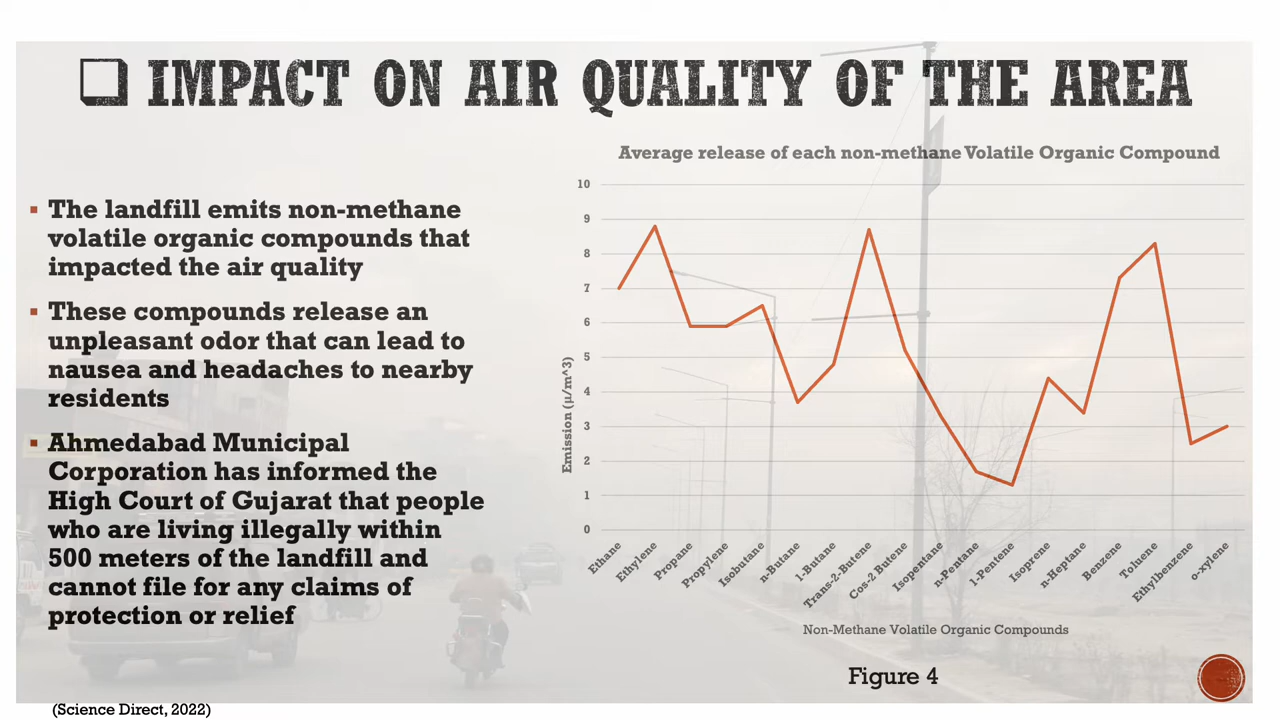 ❑ IMPACT ON AIR QUALITY OF THE AREA
▪ The landfill emits non-methane
volatile organic compounds that
impacted the air quality
▪ These compounds release an
unpleasant odor that can lead to
nausea and headaches to nearby
residents
▪ Ahmedabad Municipal
Corporation has informed the
High Court of Gujarat that people
who are living illegally within
500 meters of the landfill and
cannot file for any claims of
protection or relief
(Science Direct, 2022)
Average release of each non-methane Volatile Organic Compound
Emission (µ/m^3)
10
9
8
7
6
5
4
3
2
1
0
Ethane
Ethylene
Propane
Propylene
Isobutane
n-Butane
1-Butane
Trans-2-Butene
Cos-2 Butene
Isopentane
n-Pentane
1-Pentene
Isoprene
n-Heptane
Benzene
Toluene
Ethylbenzene
o-xylene
Non-Methane Volatile Organic Compounds
Figure 4